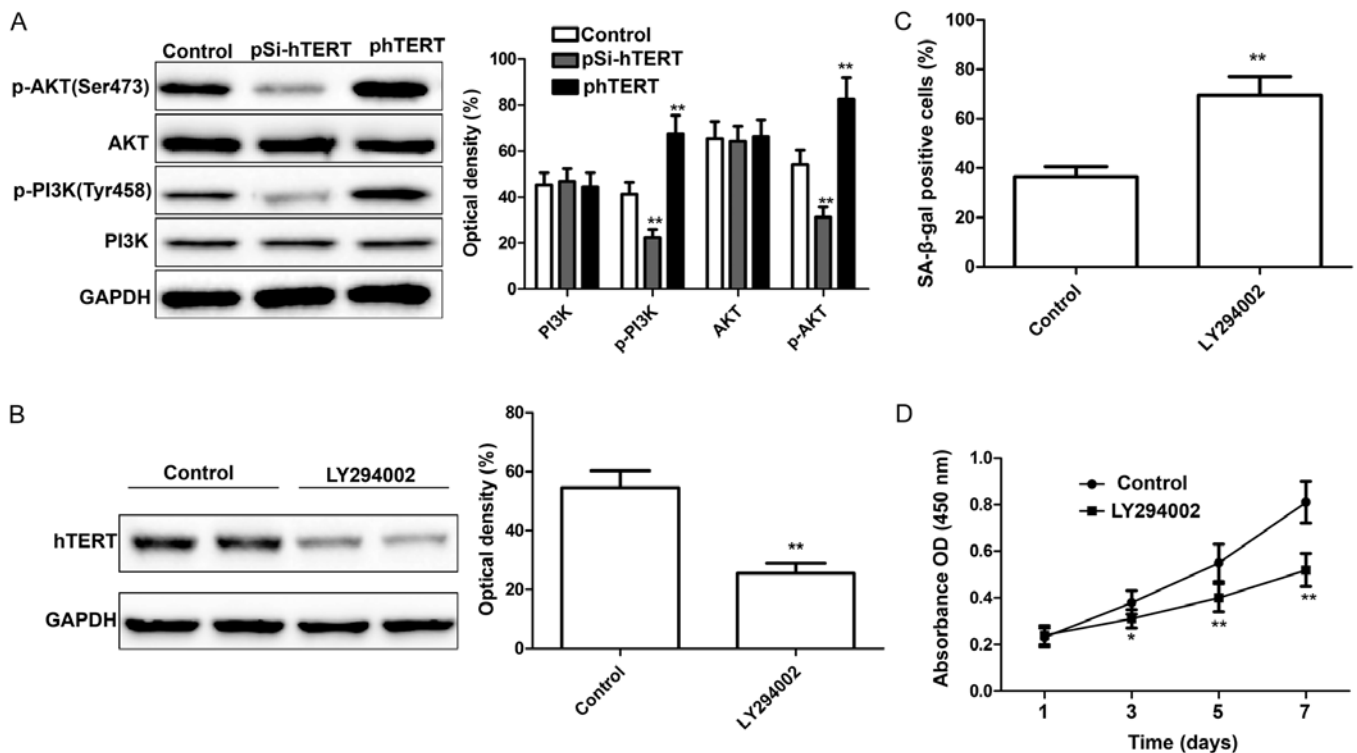 A
Control pSi-hTERT phTERT
p-AKT(Ser473)
AKT
p-PI3K(Tyr458)
PI3K
GAPDH
Control
pSi-hTERT
phTERT
Optical density (%)
100
80
60
40
20
0
** ** ** **
PI3K p-PI3K AKT p-AKT
C
SA-β-gal positive cells (%)
100
80
60
40
20
0
**
Control LY294002
B
Control LY294002
hTERT
GAPDH
Optical density (%)
80
60
40
20
0
**
Control LY294002
D
Absorbance OD (450 nm)
1.0
0.8
0.6
0.4
0.2
0.0
Control
LY294002
* ** **
1 3 5 7
Time (days)